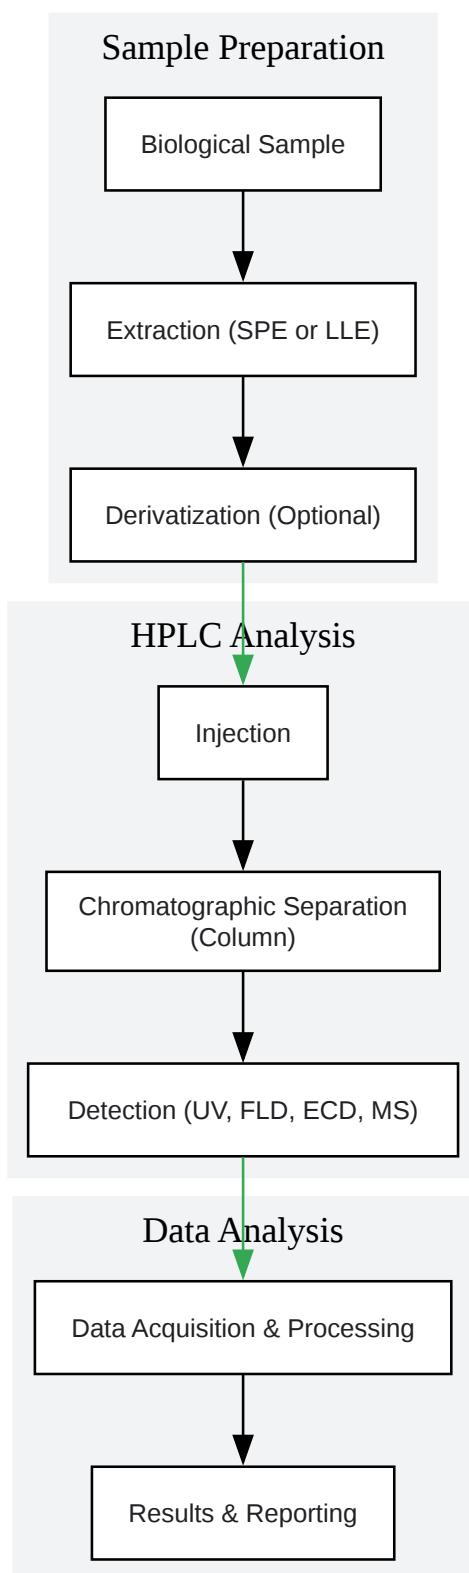 Sample Preparation
Biological Sample
Extraction (SPE or LLE)
Derivatization (Optional)
HPLC Analysis
Injection
Chromatographic Separation
(Column)
Detection (UV, FLD, ECD, MS)
Data Analysis
Data Acquisition & Processing
Results & Reporting